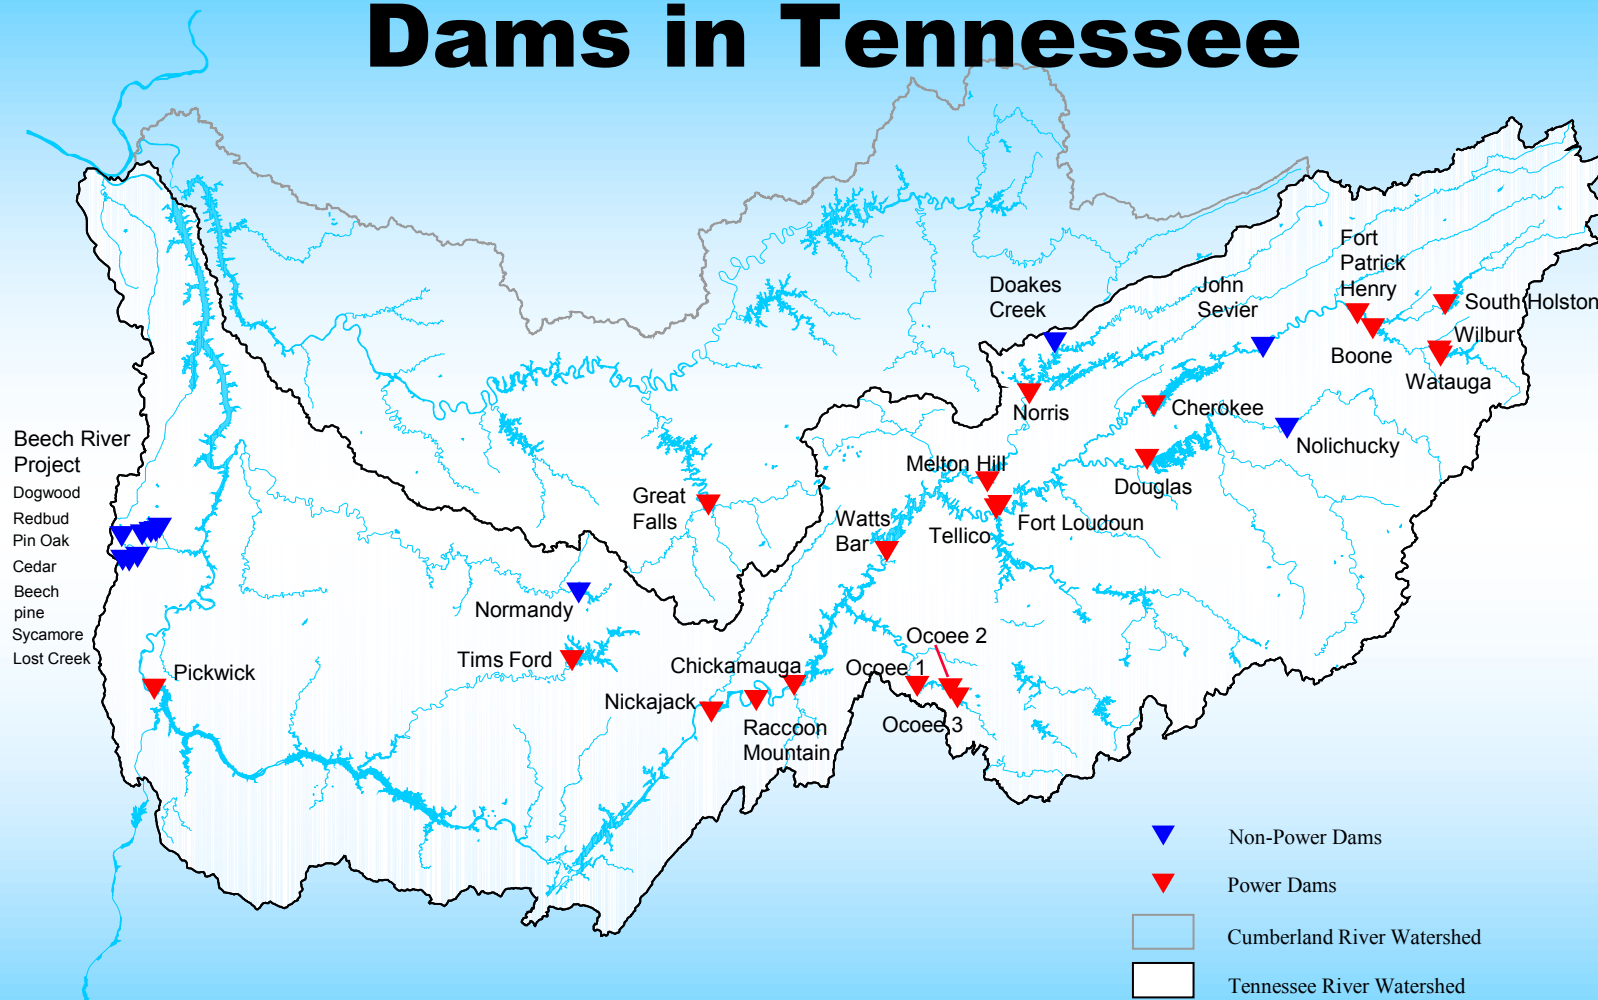 Dams in Tennessee
Fort
Patrick
Henry
Doakes
Creek
John
Sevier
South Holston
Wilbur
Boone
Watauga
Norris
Cherokee
Nolichucky
Beech River
Project
Dogwood
Redbud
Pin Oak
Cedar
Beech
pine
Sycamore
Lost Creek
Melton Hill
Douglas
Great
Falls
Watts
Bar
Tellico
Fort Loudoun
Normandy
Ocoee 2
Tims Ford
Chickamauga
Ocoee 1
Pickwick
Nickajack
Raccoon
Mountain
Ocoee 3
Non-Power Dams
Power Dams
Cumberland River Watershed
Tennessee River Watershed